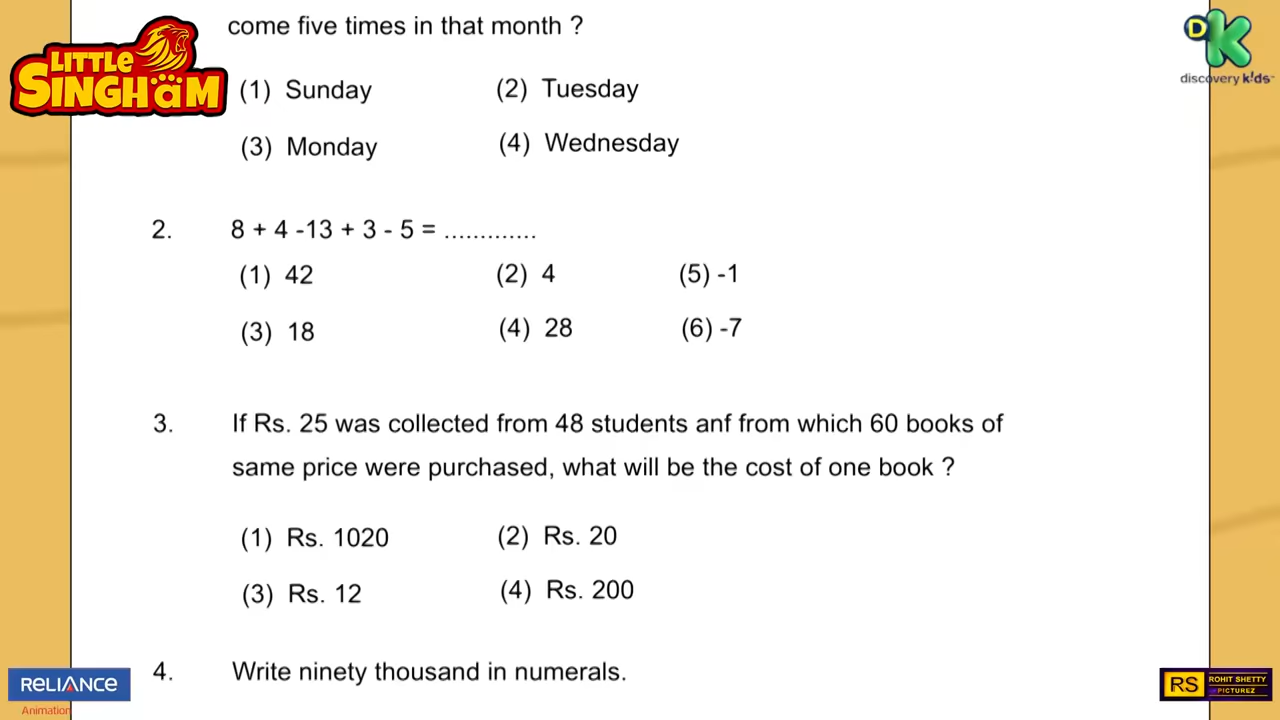 come five times in that month ?
LITTLE
SINGHAM
D K
discovery k!ds
(1) Sunday (2) Tuesday
(3) Monday (4) Wednesday
2. 8 + 4 -13 + 3 - 5 = .............
(1) 42 (2) 4 (5) -1
(3) 18 (4) 28 (6) -7
3. If Rs. 25 was collected from 48 students anf from which 60 books of
same price were purchased, what will be the cost of one book ?
(1) Rs. 1020 (2) Rs. 20
(3) Rs. 12 (4) Rs. 200
4. Write ninety thousand in numerals.
RELIANCE
Animation
RS ROHIT SHETTY
PICTUREZ